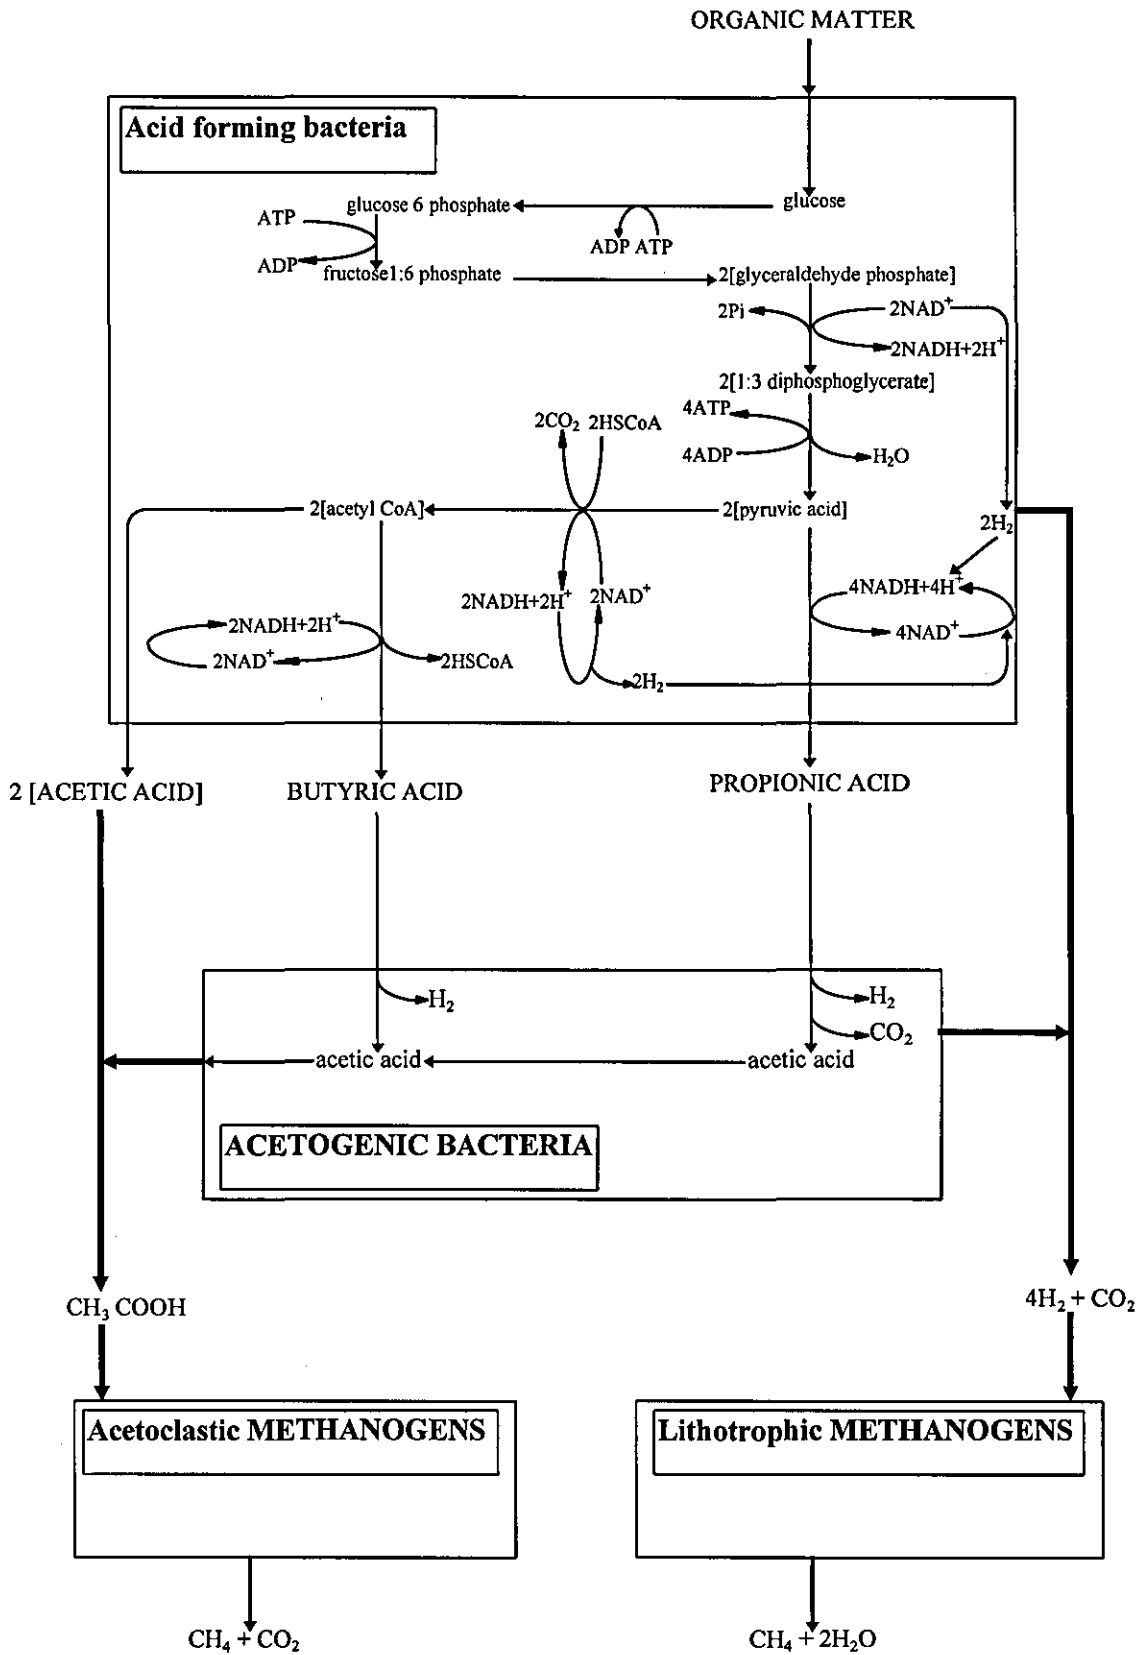 ORGANIC MATTER
Acid forming bacteria
glucose 6 phosphate
glucose
ATP
ADP ATP
ADP
fructose1:6 phosphate
2[glyceraldehyde phosphate]
2Pi
2NAD⁺
2NADH+2H⁺
2[1:3 diphosphoglycerate]
4ATP
2CO₂ 2HSCoA
4ADP
H₂O
2[acetyl CoA]
2[pyruvic acid]
2H₂
4NADH+4H⁺
2NADH+2H⁺
2NAD⁺
2NADH+2H⁺
4NAD⁺
2NAD⁺
2HSCoA
2H₂
2 [ACETIC ACID]
BUTYRIC ACID
PROPIONIC ACID
H₂
H₂
CO₂
acetic acid
acetic acid
ACETOGENIC BACTERIA
CH₃ COOH
4H₂ + CO₂
Acetoclastic METHANOGENS
Lithotrophic METHANOGENS
CH₄ + CO₂
CH₄ + 2H₂O